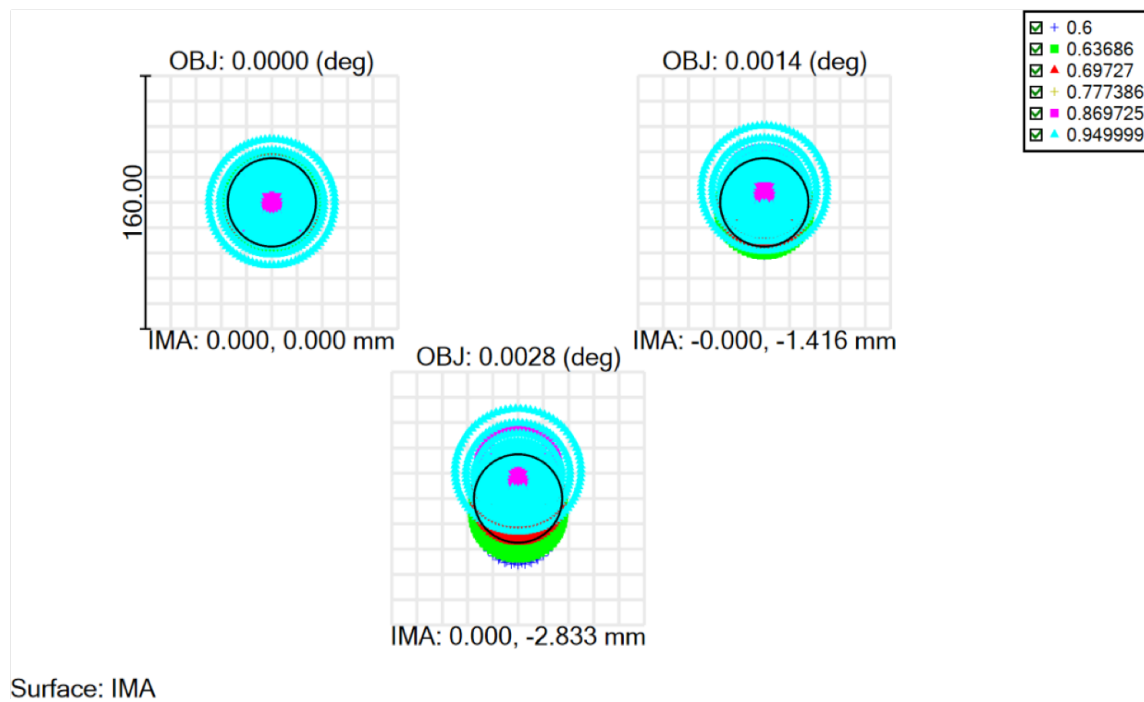 OBJ: 0.0000 (deg)
160.00
IMA: 0.000, 0.000 mm
OBJ: 0.0014 (deg)
IMA: -0.000, -1.416 mm
OBJ: 0.0028 (deg)
IMA: 0.000, -2.833 mm
0.6
0.63686
0.69727
0.777386
0.869725
0.949999
Surface: IMA